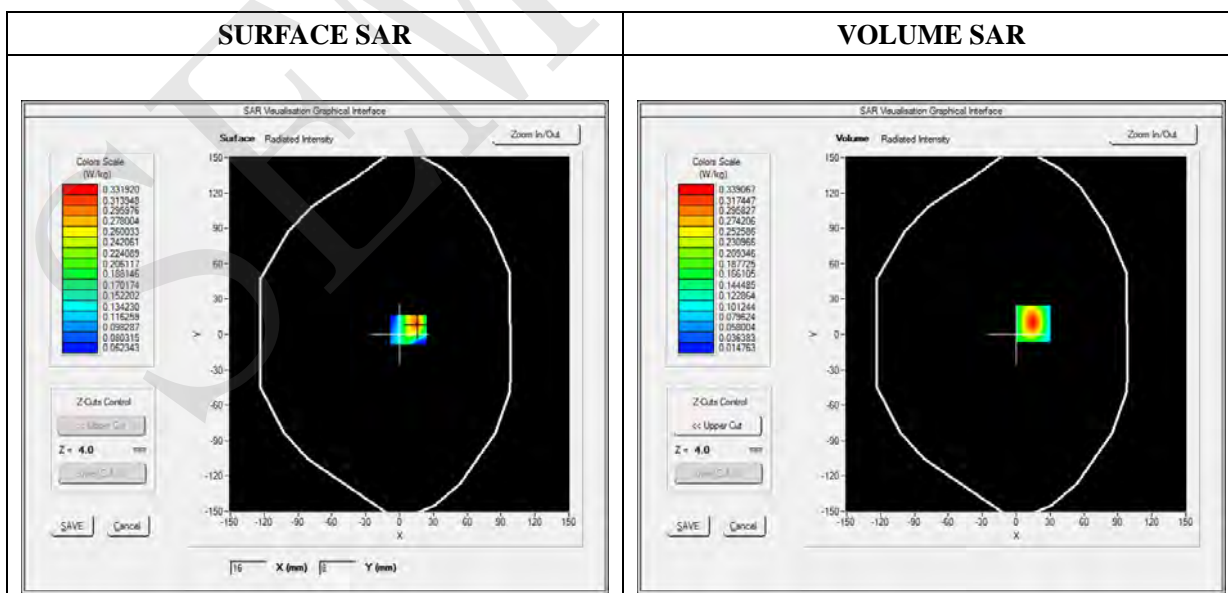 SURFACE SAR
VOLUME SAR
SAR Visualisation Graphical Interface
Surface Radiated Intensity
Zoom In/Out
Colors Scale
(W/kg)
0.331920
0.313948
0.295976
0.278004
0.260033
0.242061
0.224089
0.206117
0.188146
0.170174
0.152202
0.134230
0.116259
0.098287
0.080315
0.062343
Z-Cuts Control
<< Upper Cut
Z = 4.0 mm
SAVE
Cancel
150
120
90
60
30
0
-30
-60
-90
-120
-150
Y
-150 -120 -90 -60 -30 0 30 60 90 120 150
X
16 X (mm) 8 Y (mm)
SAR Visualisation Graphical Interface
Volume Radiated Intensity
Zoom In/Out
Colors Scale
(W/kg)
0.339067
0.317447
0.295827
0.274206
0.252586
0.230966
0.209346
0.187725
0.166105
0.144485
0.122864
0.101244
0.079624
0.058004
0.036383
0.014763
Z-Cuts Control
<< Upper Cut
Z = 4.0 mm
SAVE
Cancel
150
120
90
60
30
0
-30
-60
-90
-120
-150
Y
-150 -120 -90 -60 -30 0 30 60 90 120 150
X